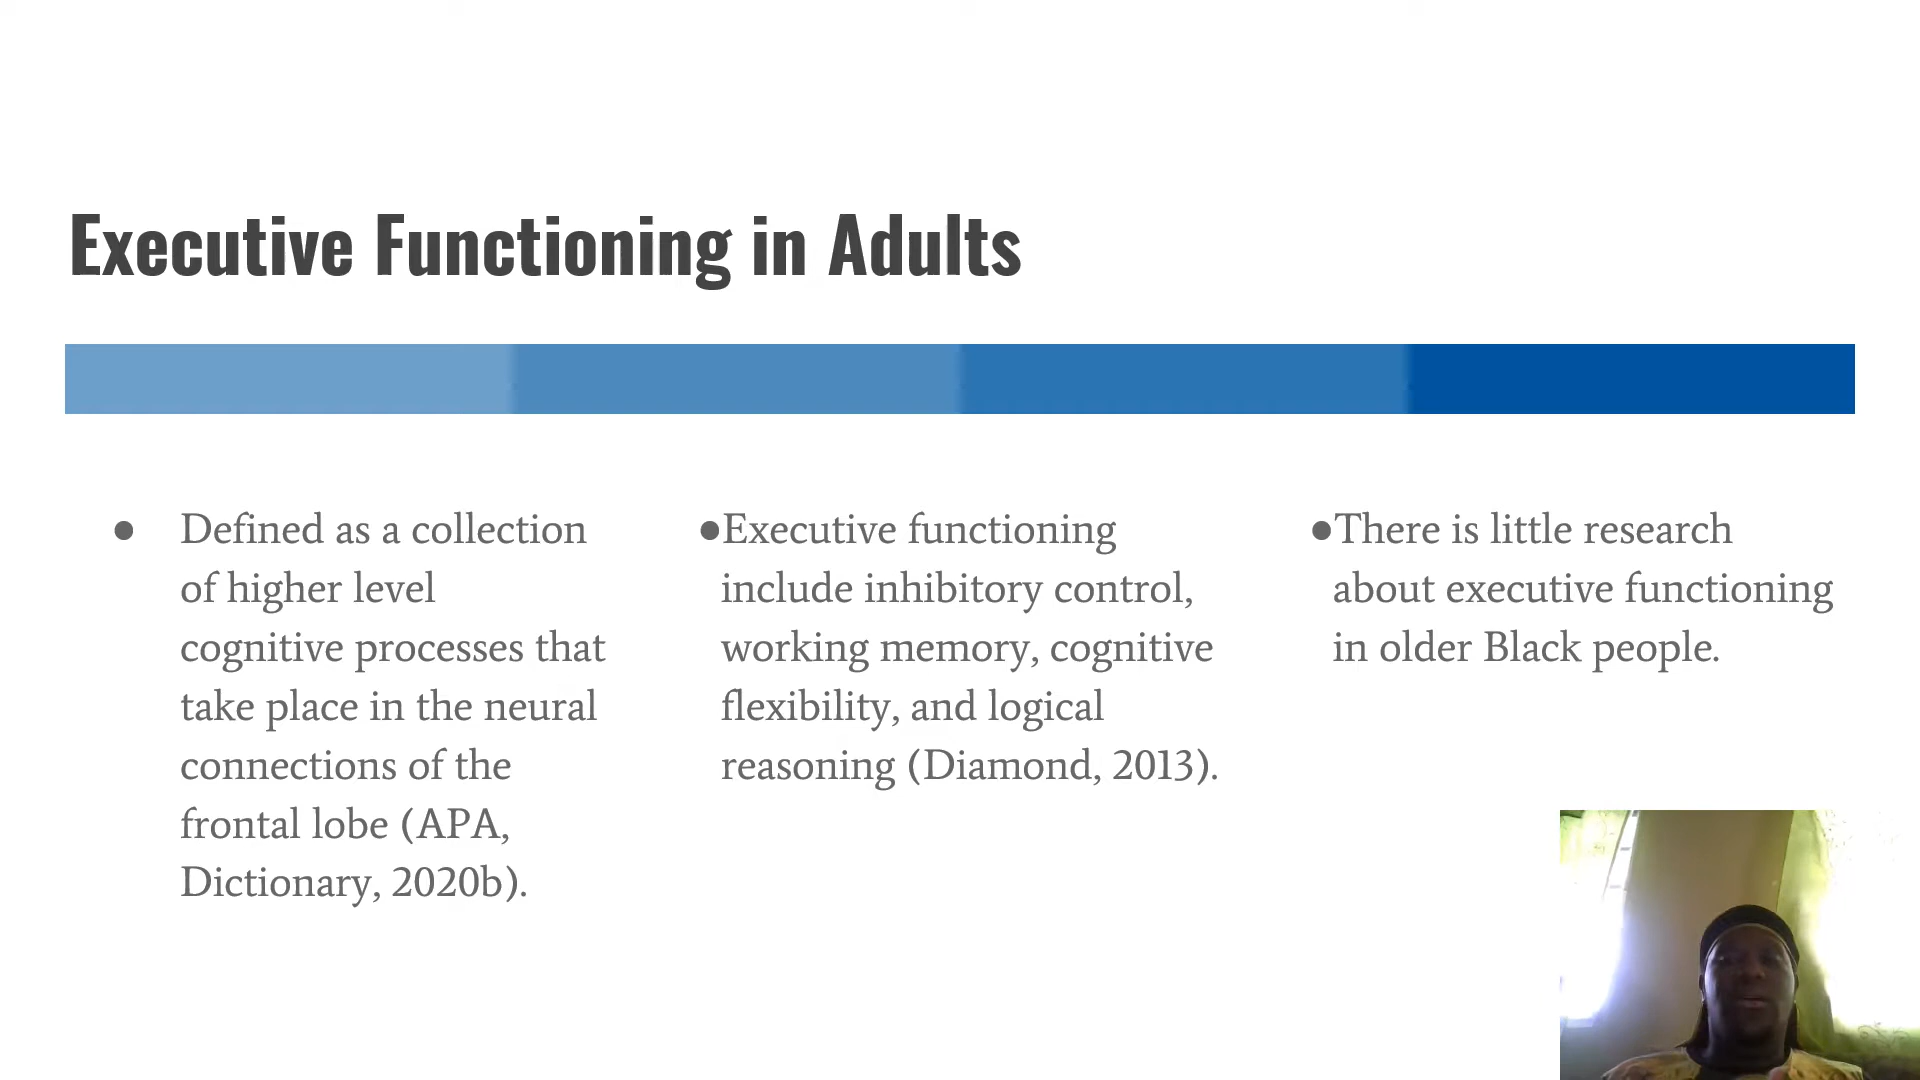 Executive Functioning in Adults
● Defined as a collection
of higher level
cognitive processes that
take place in the neural
connections of the
frontal lobe (APA,
Dictionary, 2020b).
●Executive functioning
include inhibitory control,
working memory, cognitive
flexibility, and logical
reasoning (Diamond, 2013).
●There is little research
about executive functioning
in older Black people.